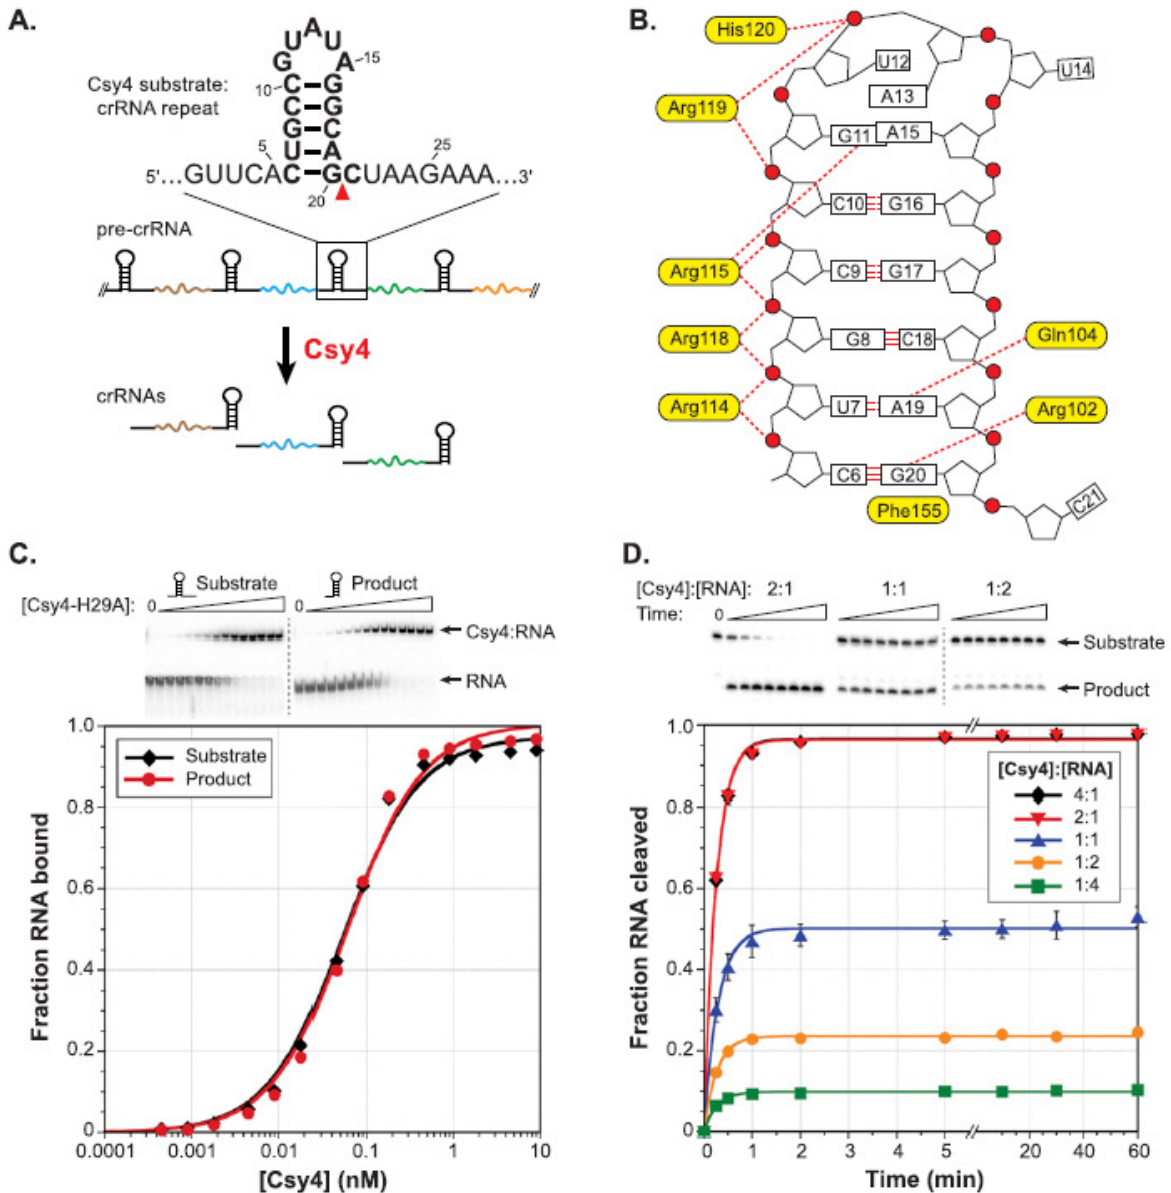 A.
Csy4 substrate:
crRNA repeat
U A U
G A
C G
C G
G C
U A
5'...GUUCACGCUAAGAAA...3'
5
10
15
20
25
pre-crRNA
Csy4
crRNAs
B.
His120
U12
U14
A13
Arg119
G11 A15
C10 G16
Arg115
C9 G17
Arg118
G8 C18
Gln104
Arg114
U7 A19
Arg102
C6 G20
Phe155
C21
C.
Substrate Product
[Csy4-H29A]: 0 0
Csy4:RNA
RNA
Substrate
Product
Fraction RNA bound
1.0
0.8
0.6
0.4
0.2
0
0.0001 0.001 0.01 0.1 1 10
[Csy4] (nM)
D.
[Csy4]:[RNA]: 2:1 1:1 1:2
Time: 0
Substrate
Product
Fraction RNA cleaved
1.0
0.8
0.6
0.4
0.2
0
[Csy4]:[RNA]
4:1
2:1
1:1
1:2
1:4
0 1 2 3 4 5 20 40 60
Time (min)